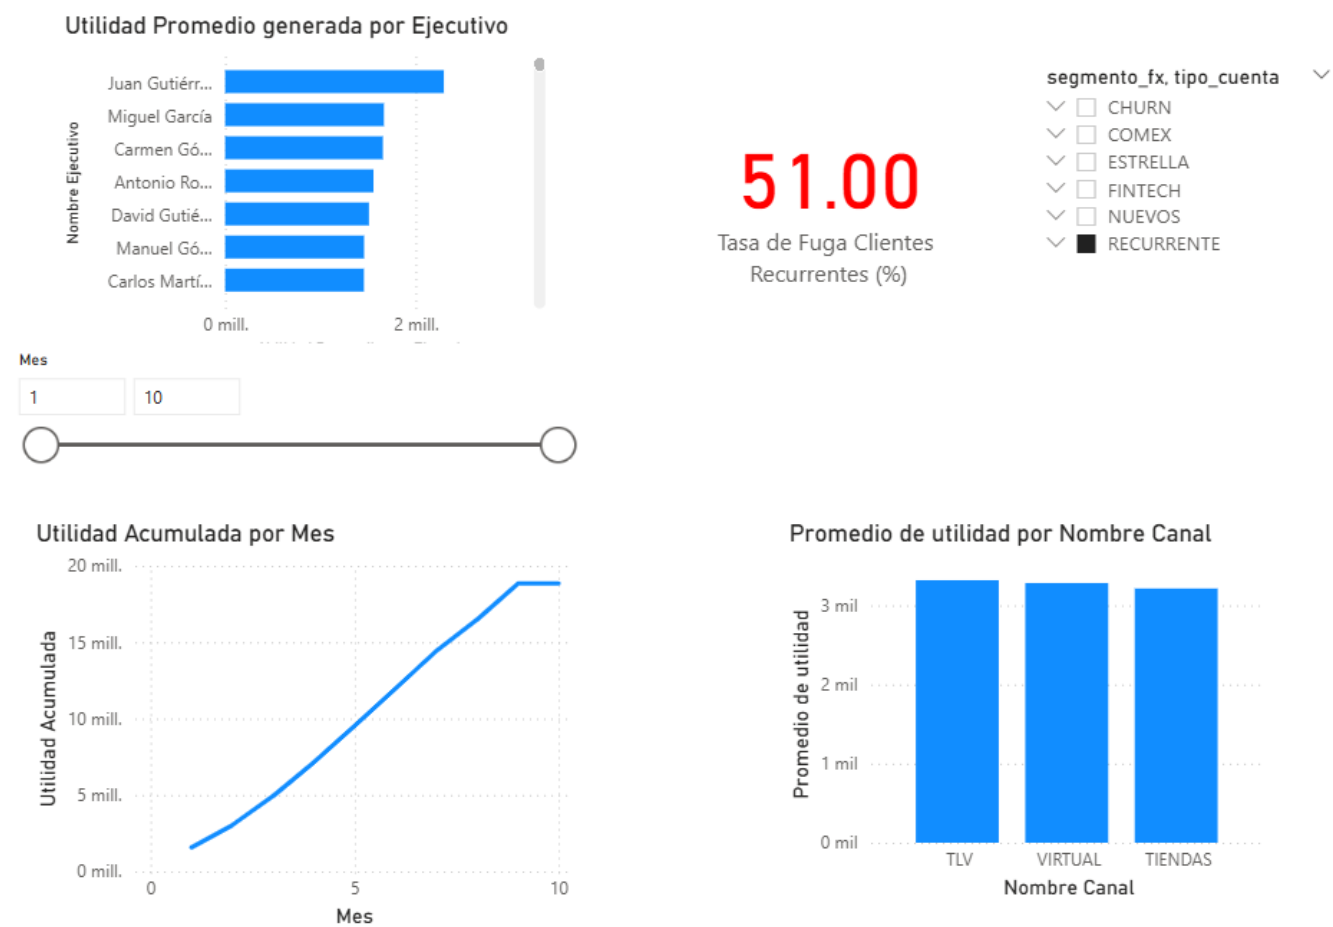 Utilidad Promedio generada por Ejecutivo
Nombre Ejecutivo
Juan Gutiérr...
Miguel García
Carmen Gó...
Antonio Ro...
David Gutié...
Manuel Gó...
Carlos Martí...
0 mill.
2 mill.
51.00
Tasa de Fuga Clientes
Recurrentes (%)
segmento_fx, tipo_cuenta
CHURN
COMEX
ESTRELLA
FINTECH
NUEVOS
RECURRENTE
Mes
1
10
Utilidad Acumulada por Mes
Utilidad Acumulada
20 mill.
15 mill.
10 mill.
5 mill.
0 mill.
0
5
10
Mes
Promedio de utilidad por Nombre Canal
Promedio de utilidad
3 mil
2 mil
1 mil
0 mil
TLV
VIRTUAL
TIENDAS
Nombre Canal